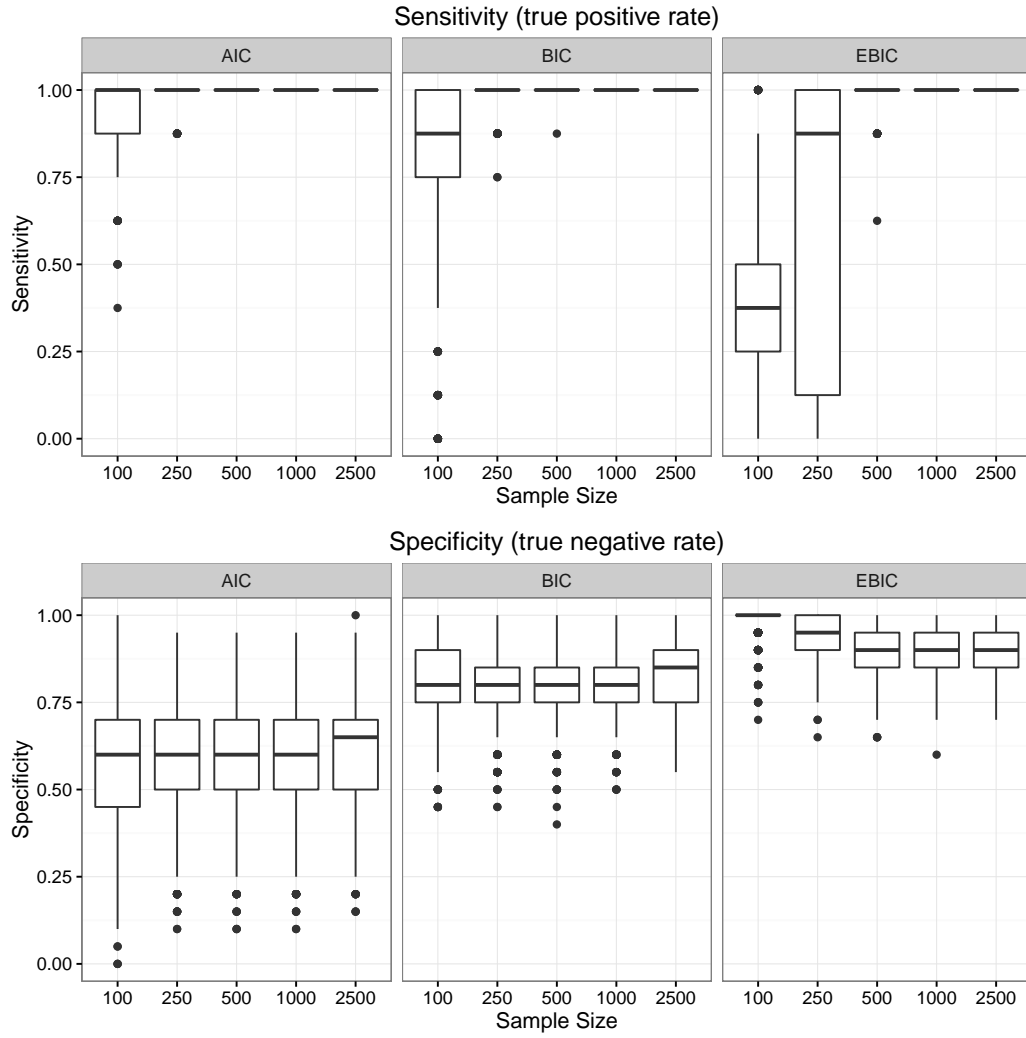 Sensitivity (true positive rate)
AIC BIC EBIC
1.00
0.75
0.50
0.25
0.00
Sensitivity
100 250 500 1000 2500 100 250 500 1000 2500 100 250 500 1000 2500
Sample Size
Specificity (true negative rate)
AIC BIC EBIC
1.00
0.75
0.50
0.25
0.00
Specificity
100 250 500 1000 2500 100 250 500 1000 2500 100 250 500 1000 2500
Sample Size